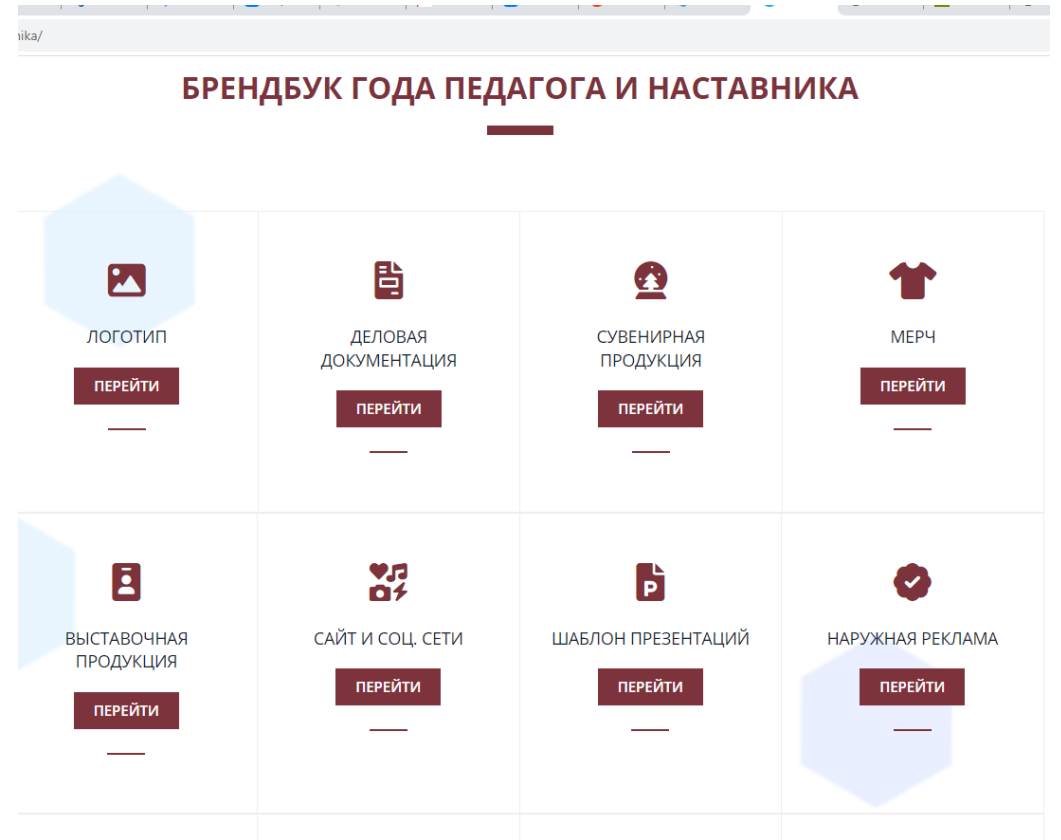 nika/
БРЕНДБУК ГОДА ПЕДАГОГА И НАСТАВНИКА
ЛОГОТИП
ПЕРЕЙТИ
ДЕЛОВАЯ
ДОКУМЕНТАЦИЯ
ПЕРЕЙТИ
СУВЕНИРНАЯ
ПРОДУКЦИЯ
ПЕРЕЙТИ
МЕРЧ
ПЕРЕЙТИ
ВЫСТАВОЧНАЯ
ПРОДУКЦИЯ
ПЕРЕЙТИ
САЙТ И СОЦ. СЕТИ
ПЕРЕЙТИ
P
ШАБЛОН ПРЕЗЕНТАЦИЙ
ПЕРЕЙТИ
НАРУЖНАЯ РЕКЛАМА
ПЕРЕЙТИ